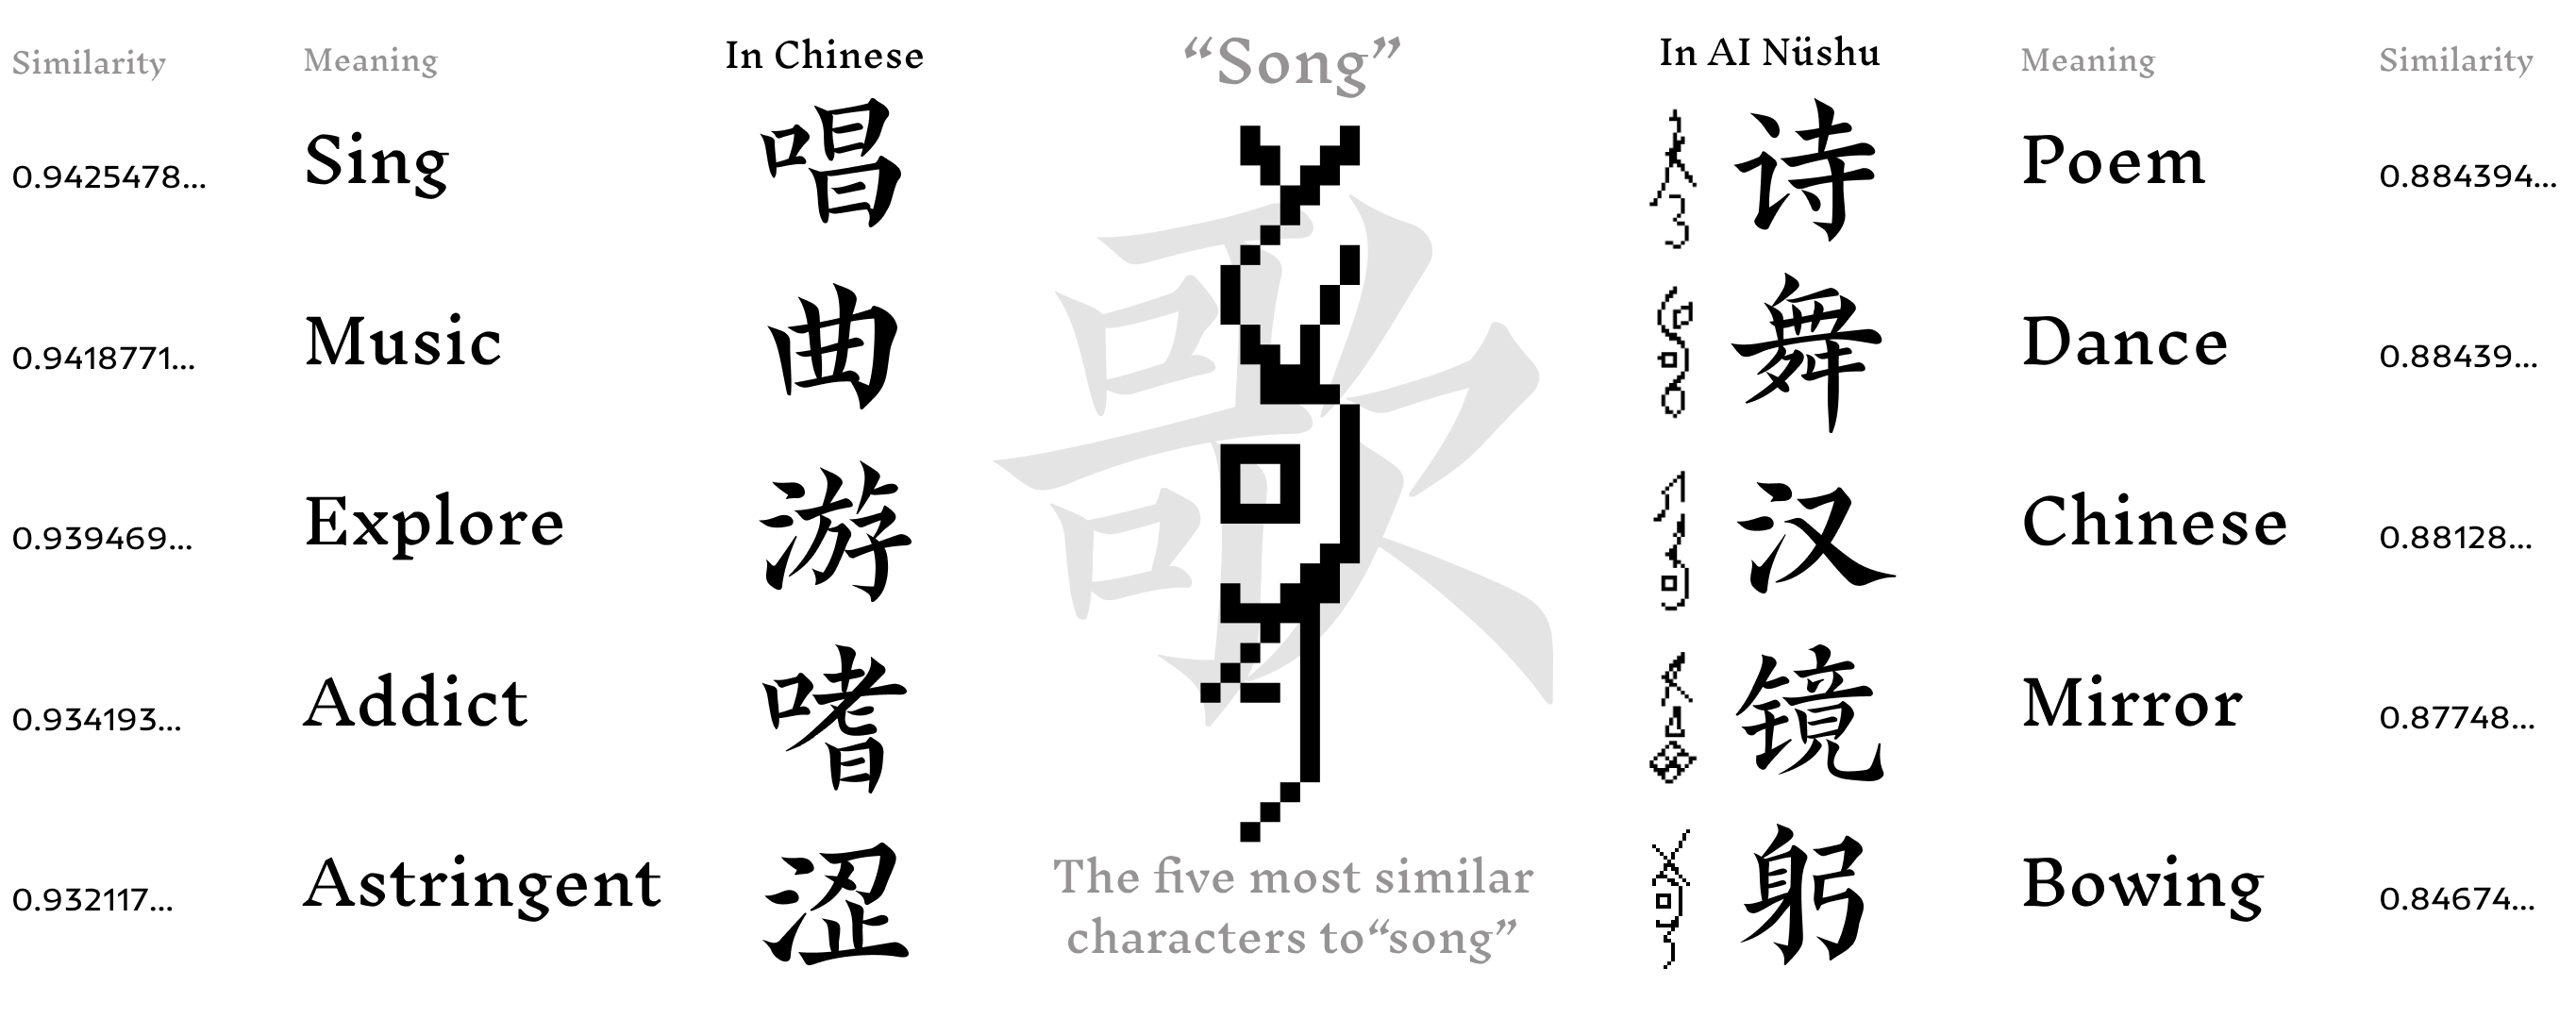 Similarity Meaning In Chinese “Song” In AI Nüshu Meaning Similarity
0.9425478... Sing 唱 诗 Poem 0.884394...
0.9418771... Music 曲 舞 Dance 0.88439...
歌
0.939469... Explore 游 汉 Chinese 0.88128...
0.934193... Addict 嗜 镜 Mirror 0.87748...
0.932117... Astringent 涩 躬 Bowing 0.84674...
The five most similar
characters to“song”